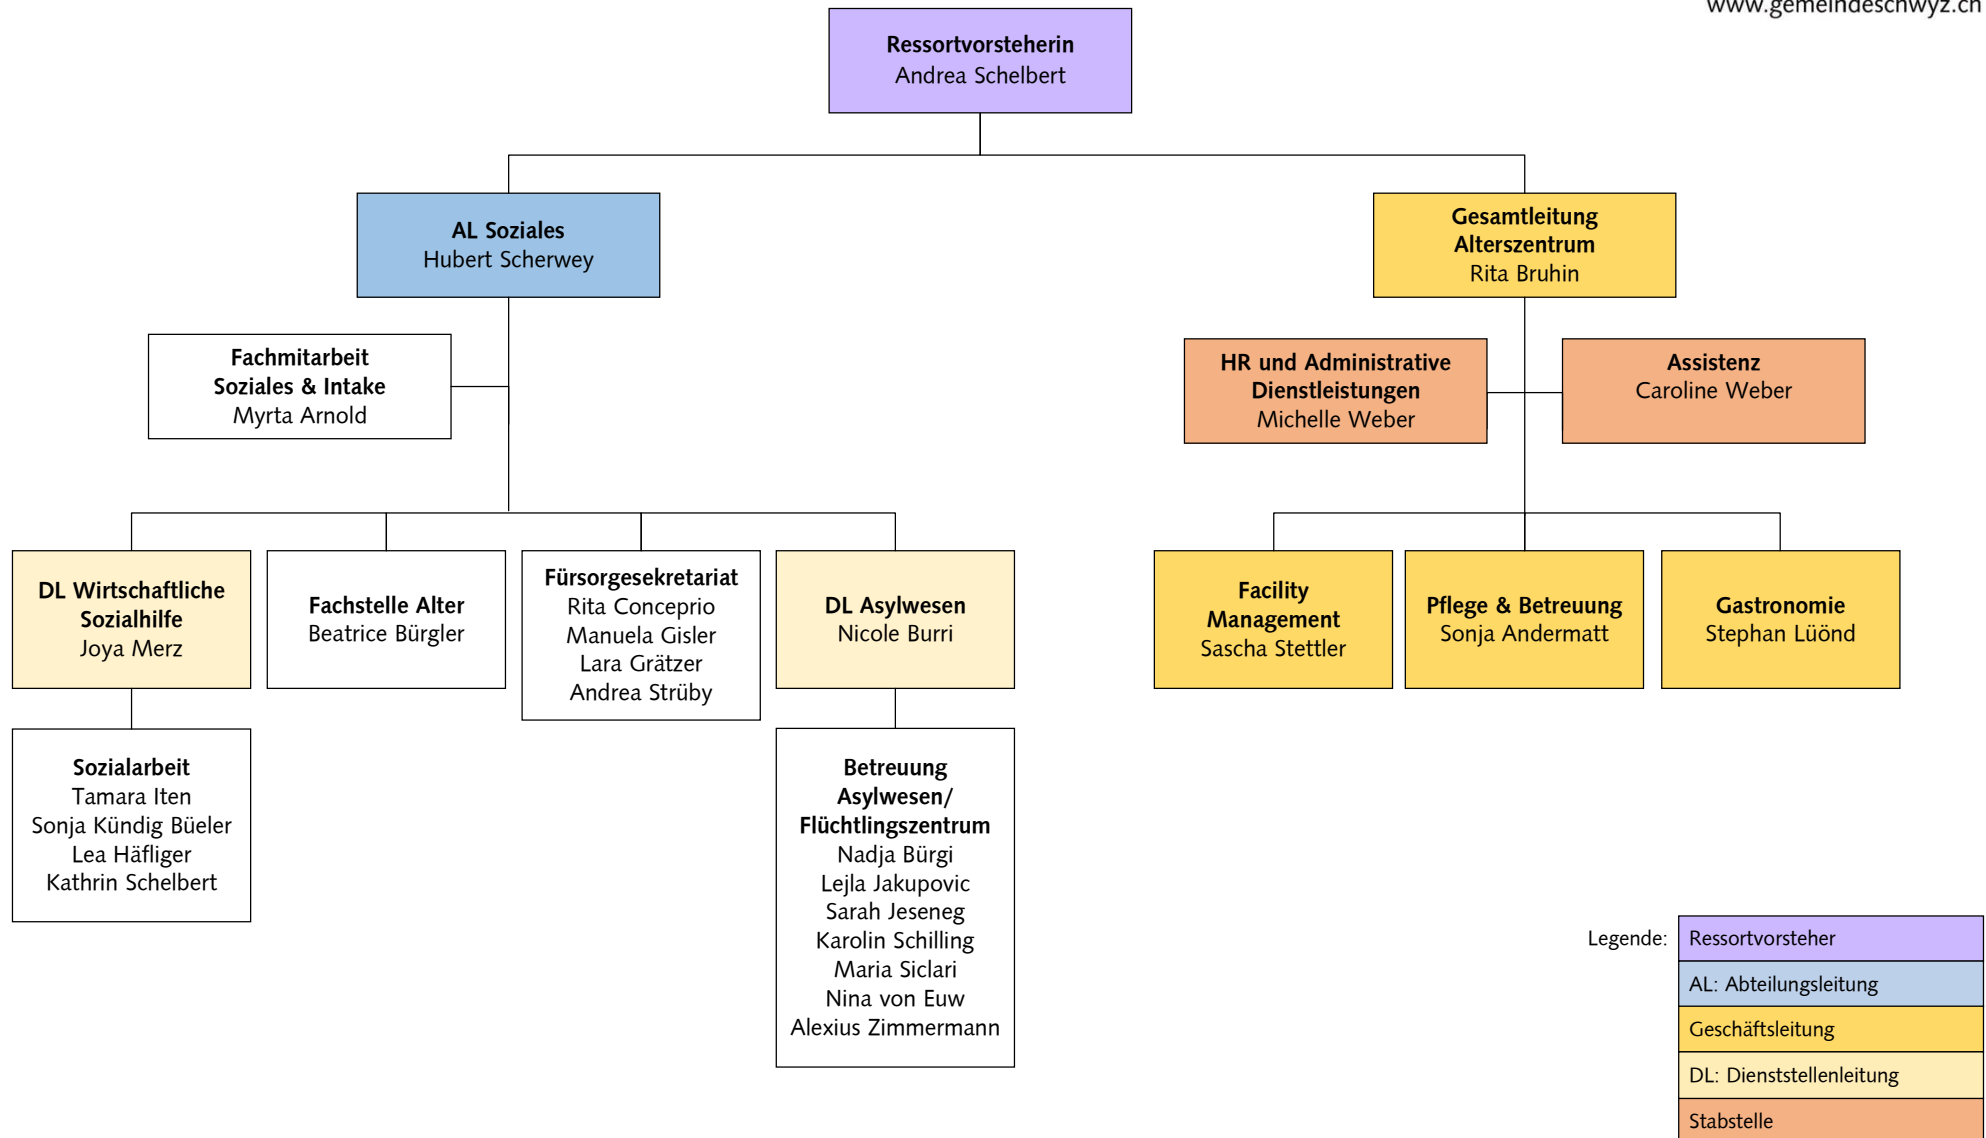 www.gemeindeschwyz.ch
Ressortvorsteherin
Andrea Schelbert
AL Soziales
Hubert Scherwey
Gesamtleitung
Alterszentrum
Rita Bruhin
Fachmitarbeit
Soziales & Intake
Myrta Arnold
HR und Administrative
Dienstleistungen
Michelle Weber
Assistenz
Caroline Weber
DL Wirtschaftliche
Sozialhilfe
Joya Merz
Fachstelle Alter
Beatrice Bürgler
Fürsorgesekretariat
Rita Conceprio
Manuela Gisler
Lara Grätzer
Andrea Strüby
DL Asylwesen
Nicole Burri
Facility
Management
Sascha Stettler
Pflege & Betreuung
Sonja Andermatt
Gastronomie
Stephan Lüönd
Sozialarbeit
Tamara Iten
Sonja Kündig Büeler
Lea Häfliger
Kathrin Schelbert
Betreuung
Asylwesen/
Flüchtlingszentrum
Nadja Bürgi
Lejla Jakupovic
Sarah Jeseneg
Karolin Schilling
Maria Siclari
Nina von Euw
Alexius Zimmermann
Legende:
Ressortvorsteher
AL: Abteilungsleitung
Geschäftsleitung
DL: Dienststellenleitung
Stabstelle